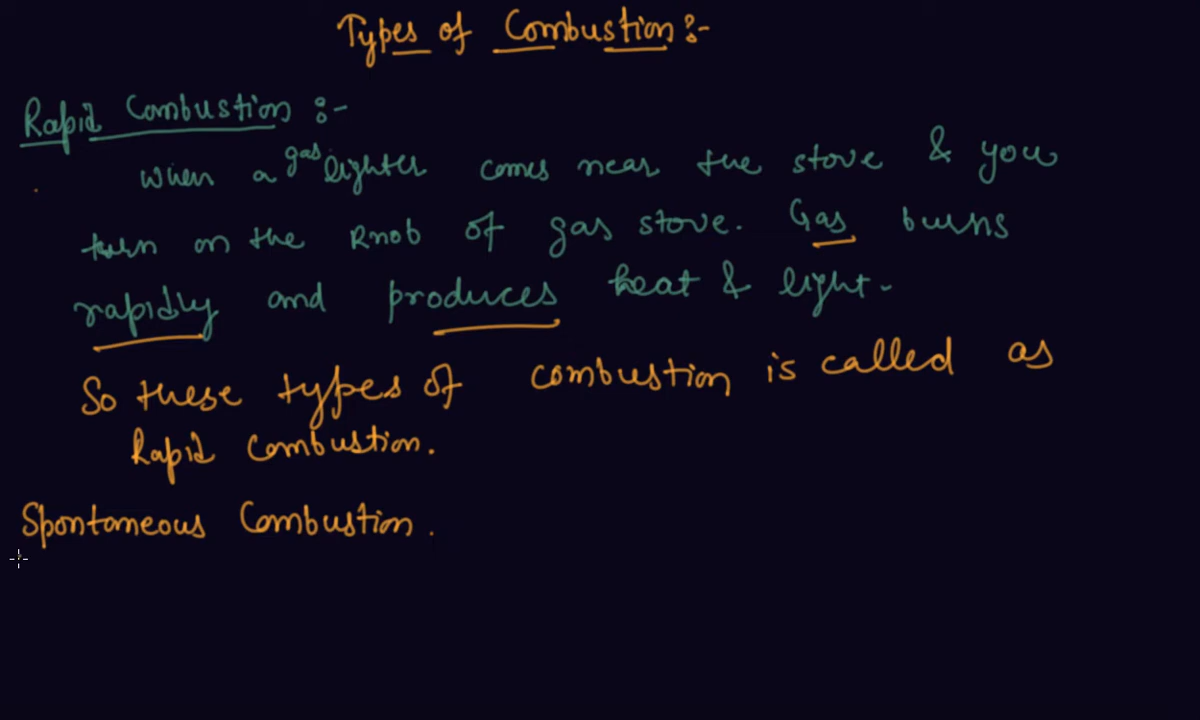 Types of Combustion :-
Rapid Combustion :-
When a gas lighter comes near the stove & you
turn on the knob of gas stove. Gas burns
rapidly and produces heat & light.
So these types of combustion is called as
Rapid Combustion.
Spontaneous Combustion.